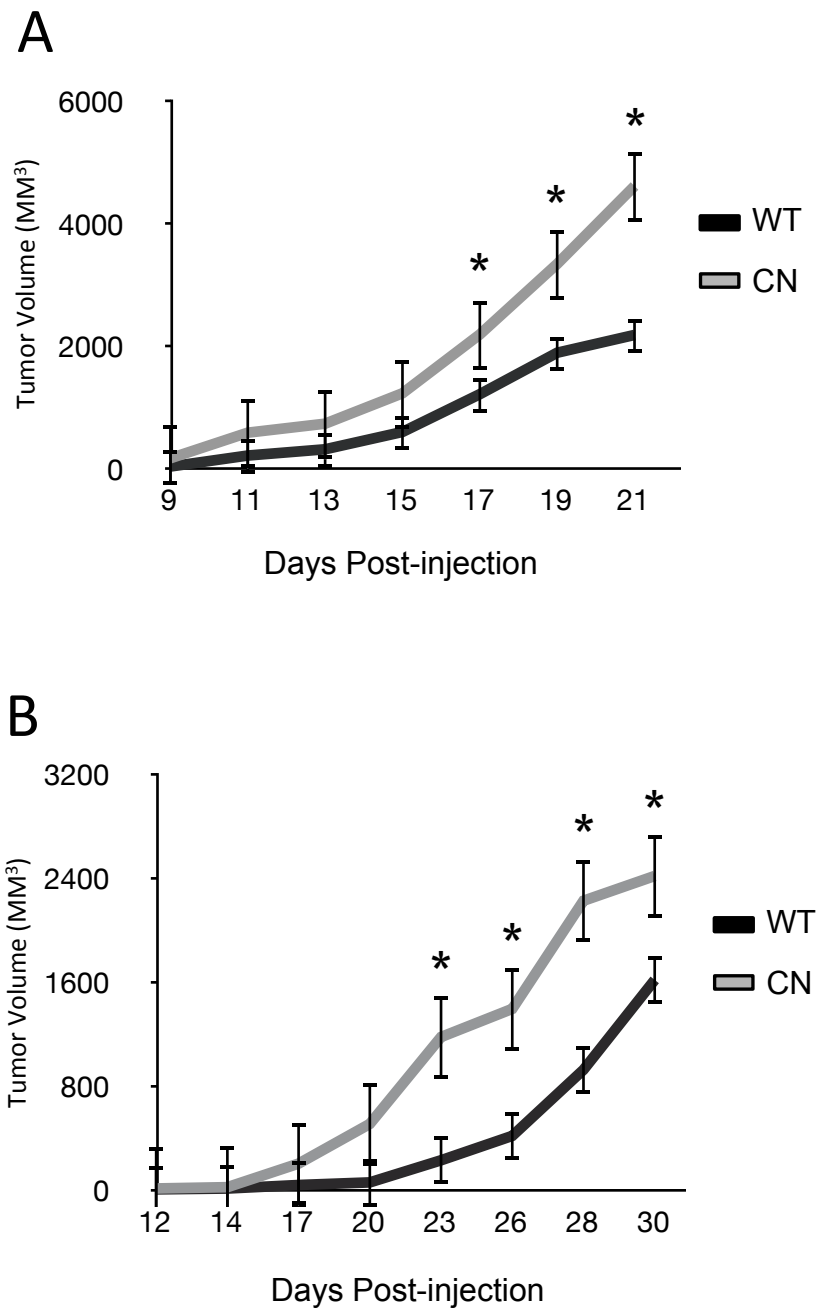 A
6000
4000
2000
0
Tumor Volume (MM³)
* * *
WT
CN
9 11 13 15 17 19 21
Days Post-injection
B
3200
2400
1600
800
0
Tumor Volume (MM³)
* * * *
WT
CN
12 14 17 20 23 26 28 30
Days Post-injection